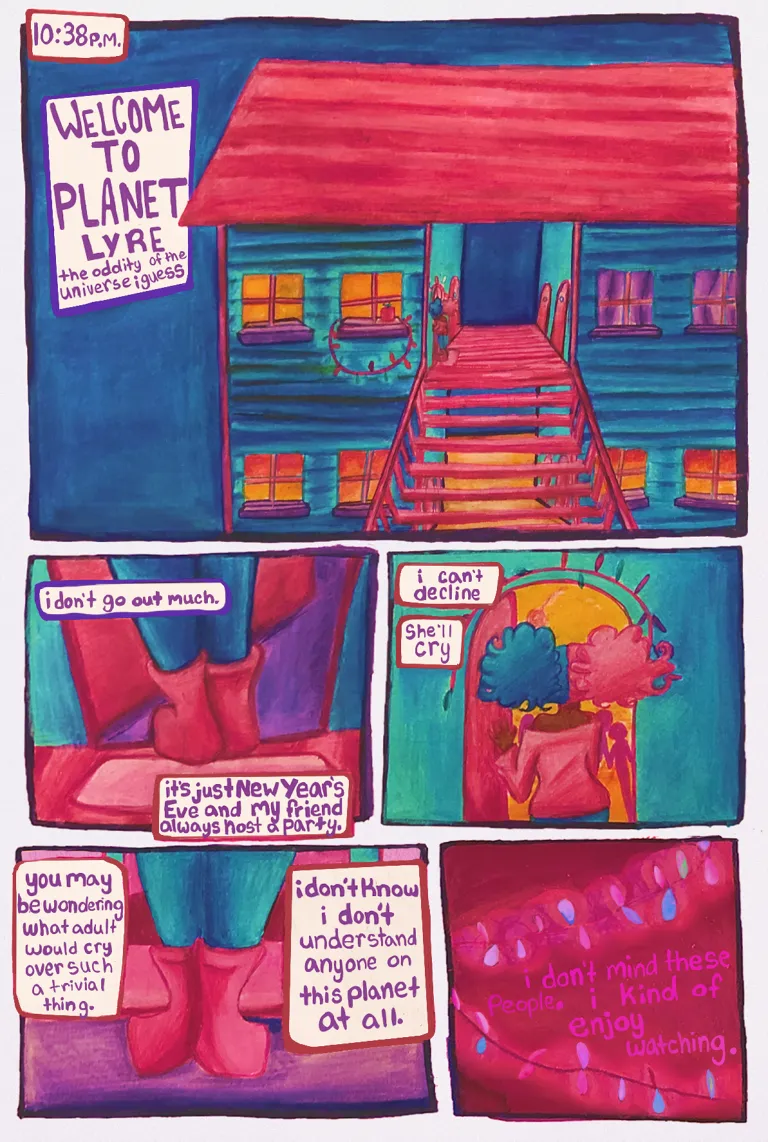 10:38P.M.
WELCOME
TO
PLANET
LYRE
the oddity of the
universe iguess
i don't go out much.
it's just New Year's
Eve and my friend
always host a party.
i can't
decline
She'll
cry
you may
be wondering
what adult
would cry
over such
a trivial
thing.
i don't know
i don't
understand
anyone on
this planet
at all.
i don't mind these
People. i kind of
enjoy
watching.